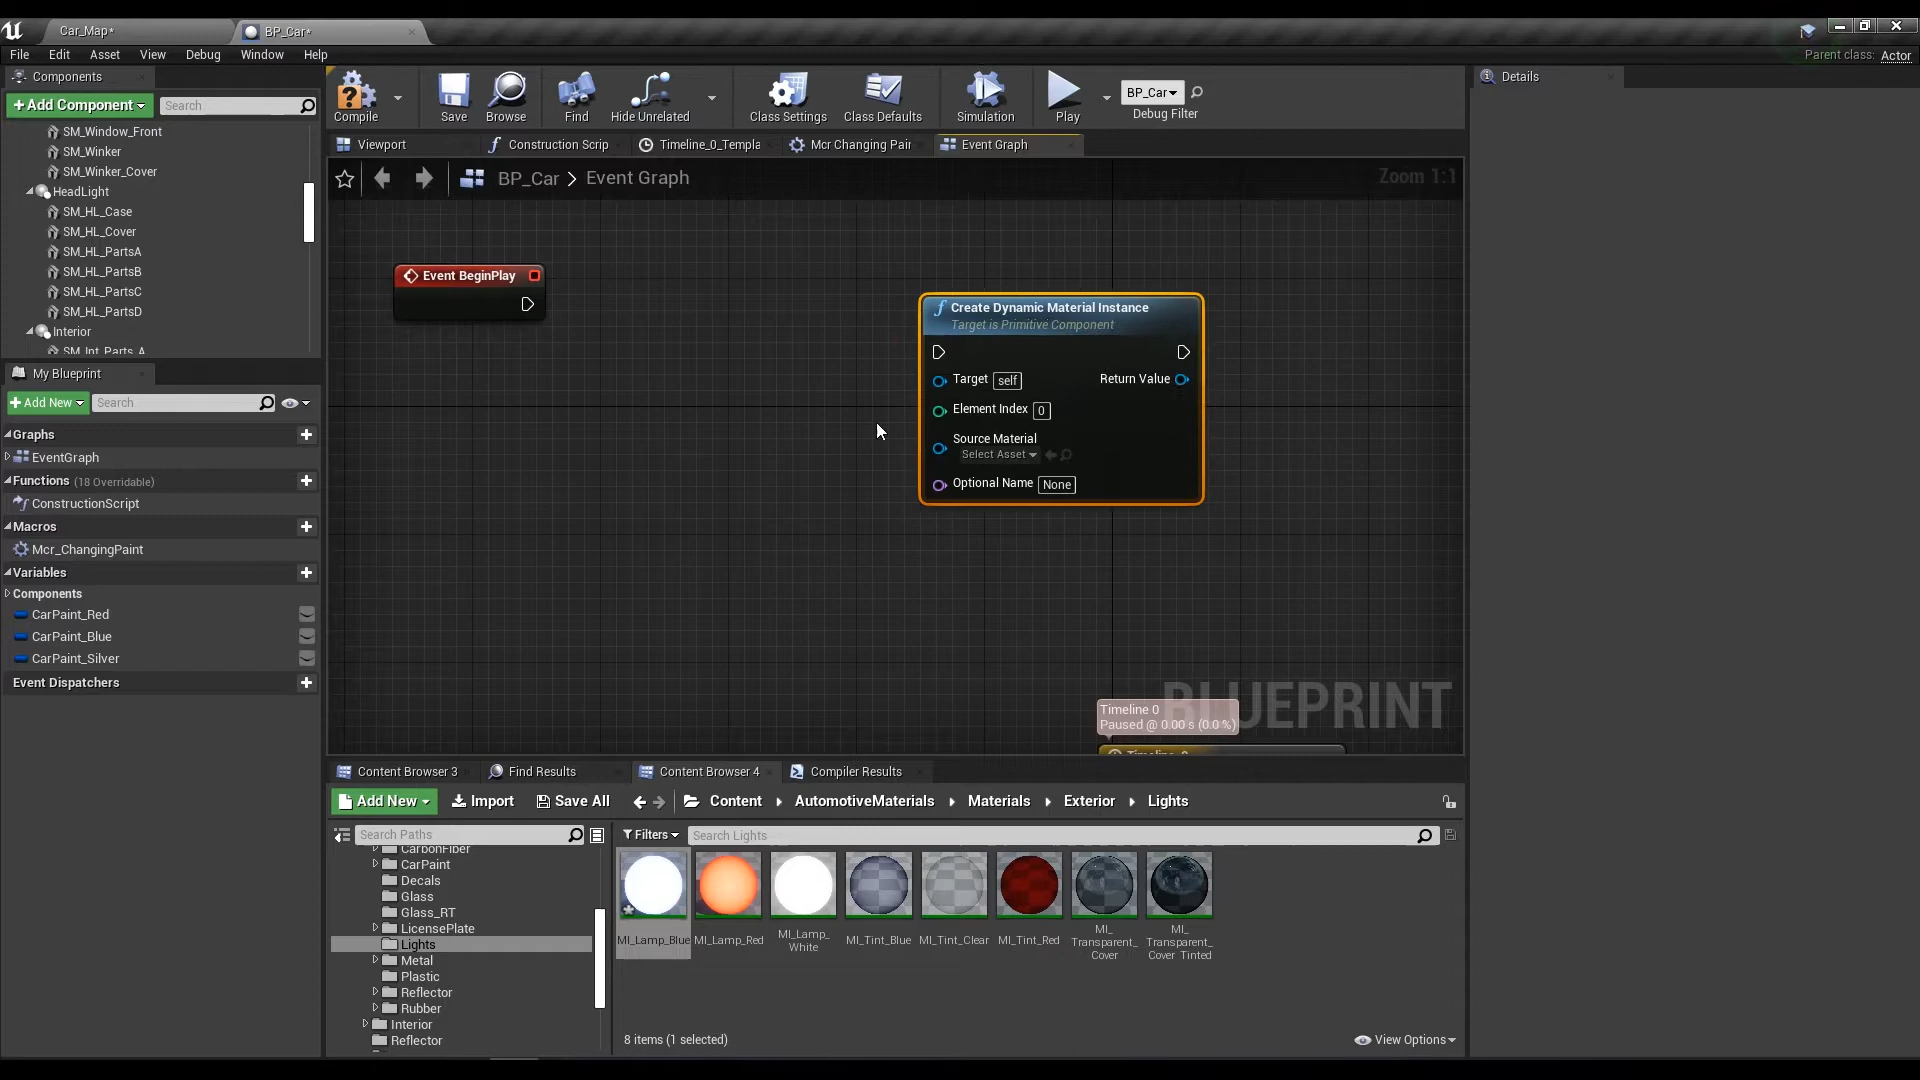 Car_Map*
BP_Car*
File Edit Asset View Debug Window Help
Parent class: Actor
Components
+Add Component
Search
SM_Window_Front
SM_Winker
SM_Winker_Cover
HeadLight
SM_HL_Case
SM_HL_Cover
SM_HL_PartsA
SM_HL_PartsB
SM_HL_PartsC
SM_HL_PartsD
Interior
SM_Int_Parts_A
My Blueprint
+Add New
Search
Graphs
EventGraph
Functions (18 Overridable)
ConstructionScript
Macros
Mcr_ChangingPaint
Variables
Components
CarPaint_Red
CarPaint_Blue
CarPaint_Silver
Event Dispatchers
Compile
Save
Browse
Find
Hide Unrelated
Class Settings
Class Defaults
Simulation
Play
BP_Car
Debug Filter
Viewport
Construction Scrip
Timeline_0_Templa
Mcr Changing Pain
Event Graph
BP_Car > Event Graph
Zoom 1:1
Event BeginPlay
Create Dynamic Material Instance
Target is Primitive Component
Target self
Return Value
Element Index 0
Source Material
Select Asset
Optional Name None
BLUEPRINT
Timeline 0
Paused @ 0.00 s (0.0 %)
Details
Content Browser 3
Find Results
Content Browser 4
Compiler Results
Add New
Import
Save All
Content
AutomotiveMaterials
Materials
Exterior
Lights
Search Paths
CarbonFiber
CarPaint
Decals
Glass
Glass_RT
LicensePlate
Lights
Metal
Plastic
Reflector
Rubber
Interior
Reflector
Filters
Search Lights
MI_Lamp_Blue
MI_Lamp_Red
MI_Lamp_
White
MI_Tint_Blue
MI_Tint_Clear
MI_Tint_Red
MI_
Transparent_
Cover
MI_
Transparent_
Cover_Tinted
8 items (1 selected)
View Options